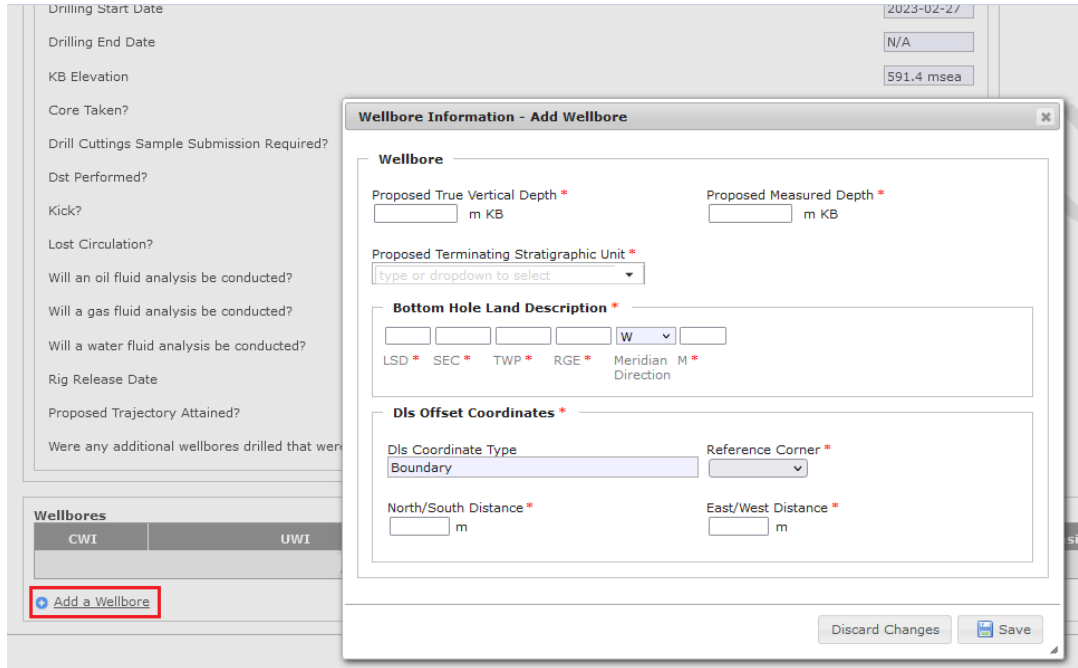 Drilling Start Date 2023-02-27
Drilling End Date N/A
KB Elevation 591.4 msea
Core Taken?
Drill Cuttings Sample Submission Required?
Dst Performed?
Kick?
Lost Circulation?
Will an oil fluid analysis be conducted?
Will a gas fluid analysis be conducted?
Will a water fluid analysis be conducted?
Rig Release Date
Proposed Trajectory Attained?
Were any additional wellbores drilled that
Wellbores
CWI UWI
Add a Wellbore
Wellbore Information - Add Wellbore
Wellbore
Proposed True Vertical Depth * Proposed Measured Depth *
m KB m KB
Proposed Terminating Stratigraphic Unit *
type or dropdown to select
Bottom Hole Land Description *
W
LSD * SEC * TWP * RGE * Meridian M *
Direction
Dls Offset Coordinates *
Dls Coordinate Type Reference Corner *
Boundary
North/South Distance * East/West Distance *
m m
Discard Changes Save